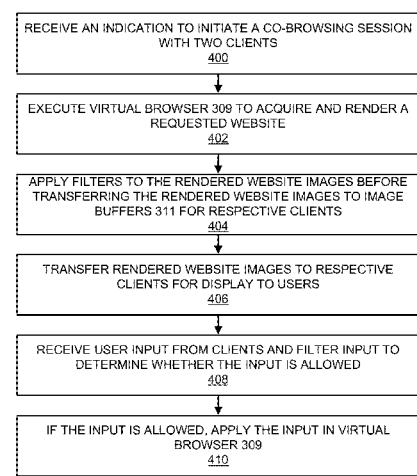 RECEIVE AN INDICATION TO INITIATE A CO-BROWSING SESSION
WITH TWO CLIENTS
400
EXECUTE VIRTUAL BROWSER 309 TO ACQUIRE AND RENDER A
REQUESTED WEBSITE
402
APPLY FILTERS TO THE RENDERED WEBSITE IMAGES BEFORE
TRANSFERRING THE RENDERED WEBSITE IMAGES TO IMAGE
BUFFERS 311 FOR RESPECTIVE CLIENTS
404
TRANSFER RENDERED WEBSITE IMAGES TO RESPECTIVE
CLIENTS FOR DISPLAY TO USERS
406
RECEIVE USER INPUT FROM CLIENTS AND FILTER INPUT TO
DETERMINE WHETHER THE INPUT IS ALLOWED
408
IF THE INPUT IS ALLOWED, APPLY THE INPUT IN VIRTUAL
BROWSER 309
410